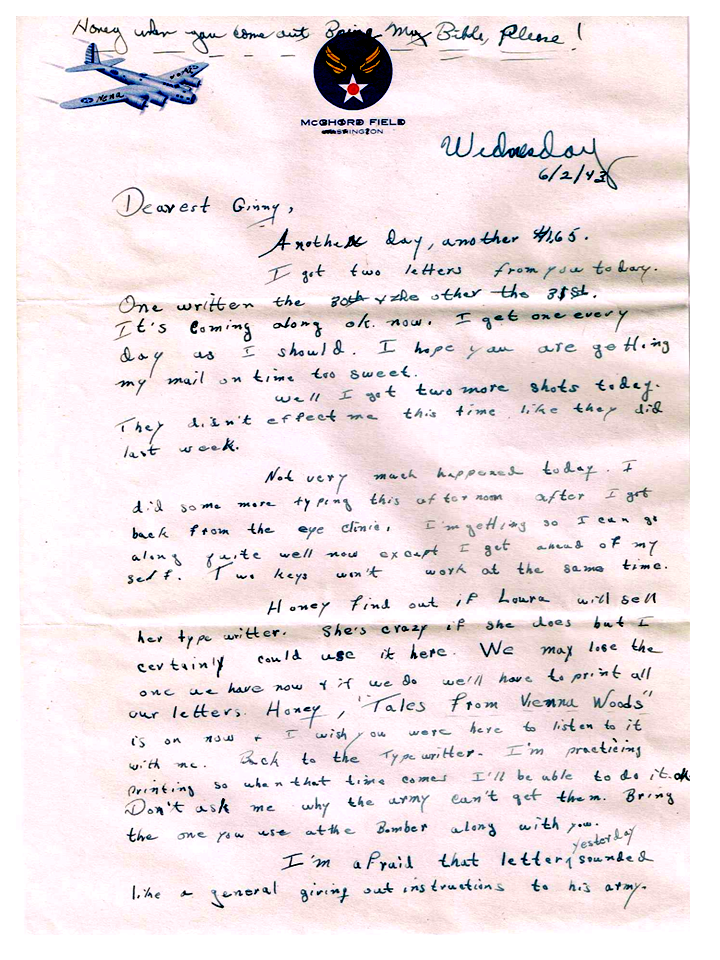 Honey when you come out Bring My Bible, Please!
Nona
McCHORD FIELD
WASHINGTON
Wednesday
6/2/43
Dearest Ginny,
Another day, another $1.65.
I got two letters from you today.
One written the 30th & the other the 31st.
It's coming along ok. now. I get one every
day as I should. I hope you are getting
my mail on time too sweet.
Well I got two more shots today.
They didn't effect me this time like they did
last week.
Not very much happened today. I
did some more typing this afternoon after I got
back from the eye clinic. I'm getting so I can go
along quite well now except I get ahead of my
self. Two keys won't work at the same time.
Honey find out if Loura will sell
her type writter. She's crazy if she does but I
certainly could use it here. We may lose the
one we have now & if we do we'll have to print all
our letters. Honey, "Tales From Vienna Woods"
is on now & I wish you were here to listen to it
with me. Back to the Typewritter. I'm practicing
printing so when that time comes I'll be able to do it ok
Don't ask me why the army can't get them. Bring
the one you use at the Bomber along with you.
I'm afraid that letter yesterday sounded
like a general giving out instructions to his army.